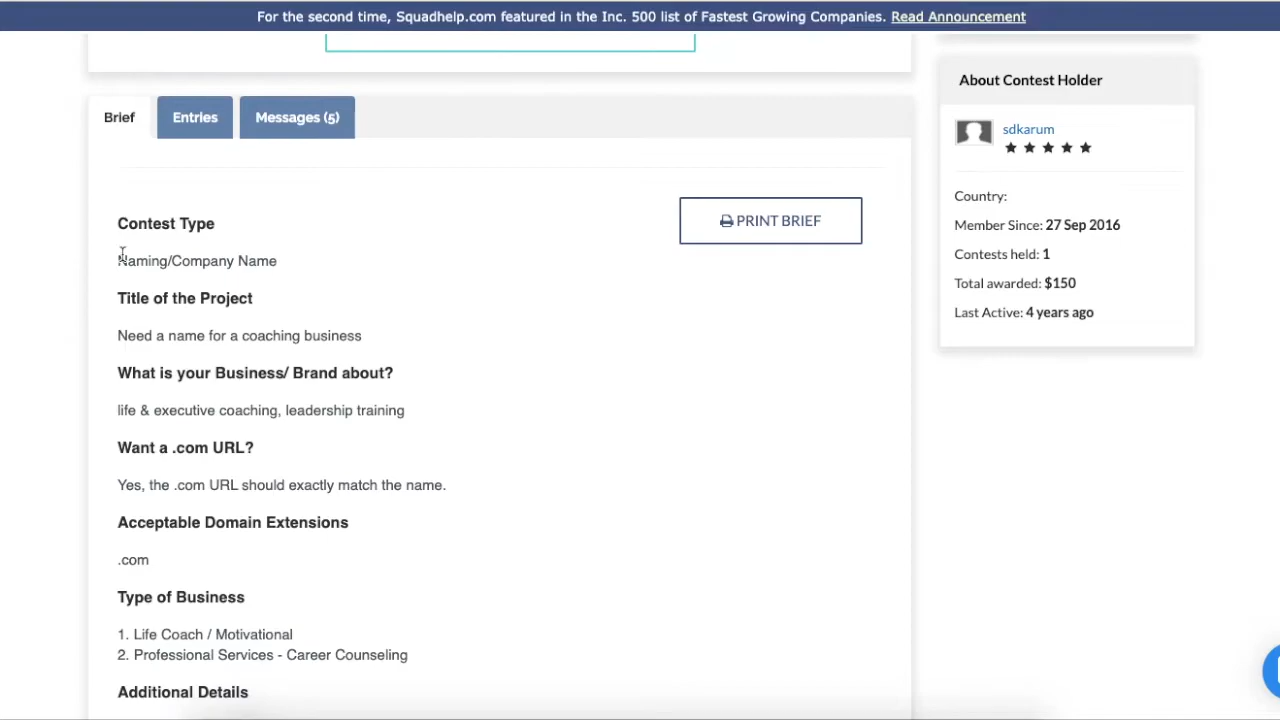 For the second time, Squadhelp.com featured in the Inc. 500 list of Fastest Growing Companies. Read Announcement
Brief
Entries
Messages (5)
PRINT BRIEF
Contest Type
Naming/Company Name
Title of the Project
Need a name for a coaching business
What is your Business/ Brand about?
life & executive coaching, leadership training
Want a .com URL?
Yes, the .com URL should exactly match the name.
Acceptable Domain Extensions
.com
Type of Business
1. Life Coach / Motivational
2. Professional Services - Career Counseling
Additional Details
About Contest Holder
sdkarum
Country:
Member Since: 27 Sep 2016
Contests held: 1
Total awarded: $150
Last Active: 4 years ago